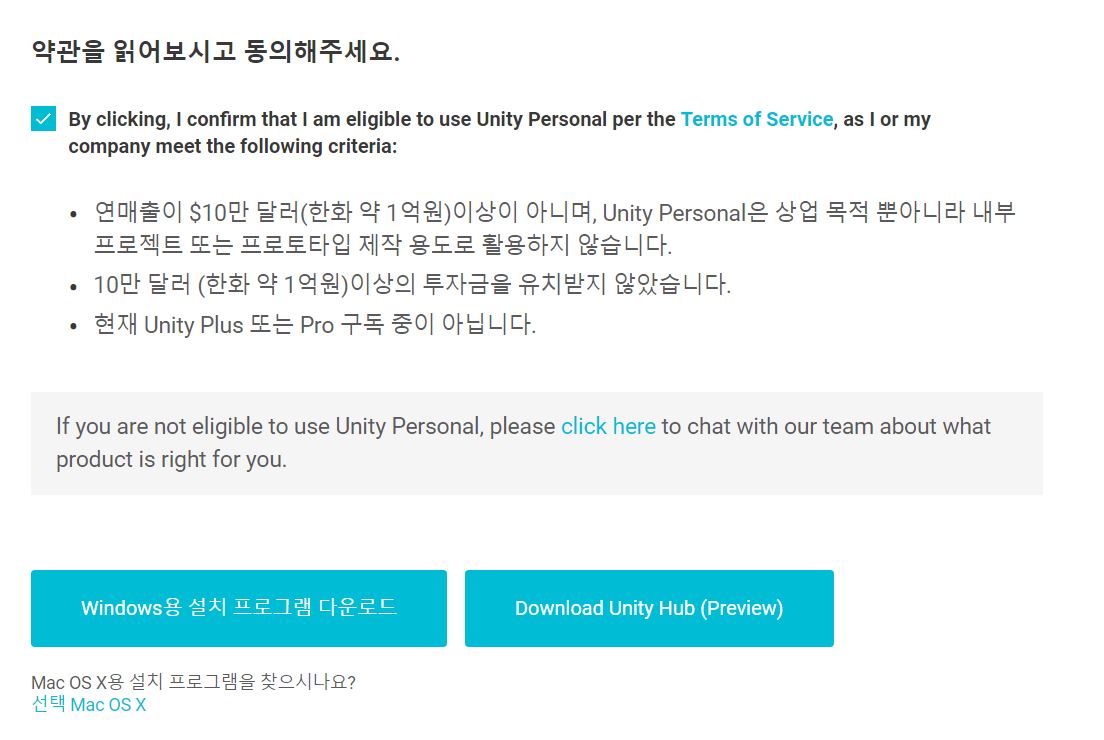 약관을 읽어보시고 동의해주세요.
By clicking, I confirm that I am eligible to use Unity Personal per the Terms of Service, as I or my
company meet the following criteria:
• 연매출이 $10만 달러(한화 약 1억원)이상이 아니며, Unity Personal은 상업 목적 뿐아니라 내부
프로젝트 또는 프로토타입 제작 용도로 활용하지 않습니다.
• 10만 달러 (한화 약 1억원)이상의 투자금을 유치받지 않았습니다.
• 현재 Unity Plus 또는 Pro 구독 중이 아닙니다.
If you are not eligible to use Unity Personal, please click here to chat with our team about what
product is right for you.
Windows용 설치 프로그램 다운로드
Download Unity Hub (Preview)
Mac OS X용 설치 프로그램을 찾으시나요?
선택 Mac OS X